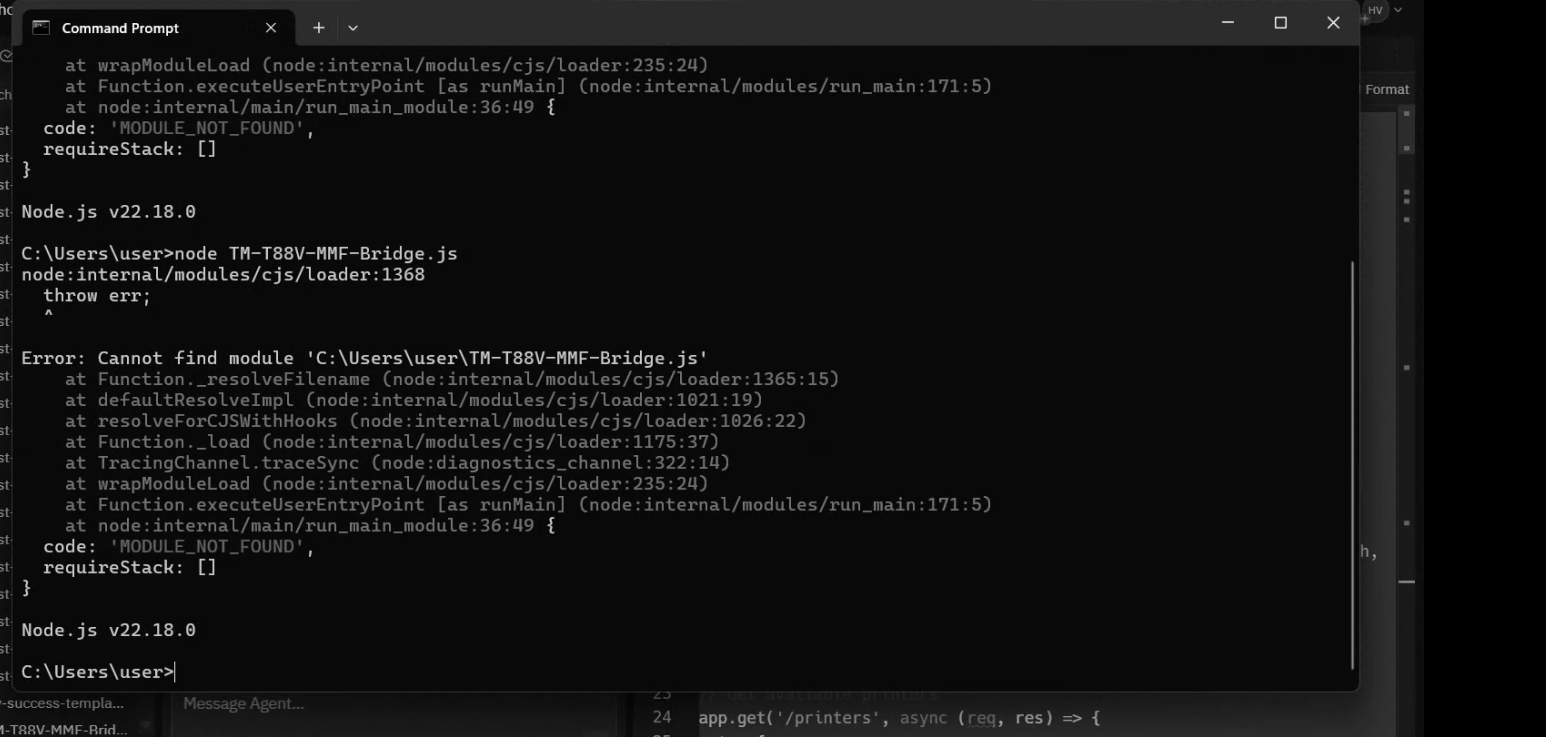 Command Prompt
HV
at wrapModuleLoad (node:internal/modules/cjs/loader:235:24)
at Function.executeUserEntryPoint [as runMain] (node:internal/modules/run_main:171:5)
Format
at node:internal/main/run_main_module:36:49 {
code: 'MODULE_NOT_FOUND',
requireStack: []
}
Node.js v22.18.0
C:\Users\user>node TM-T88V-MMF-Bridge.js
node:internal/modules/cjs/loader:1368
throw err;
^
Error: Cannot find module 'C:\Users\user\TM-T88V-MMF-Bridge.js'
at Function._resolveFilename (node:internal/modules/cjs/loader:1365:15)
at defaultResolveImpl (node:internal/modules/cjs/loader:1021:19)
at resolveForCJSWithHooks (node:internal/modules/cjs/loader:1026:22)
at Function._load (node:internal/modules/cjs/loader:1175:37)
at TracingChannel.traceSync (node:diagnostics_channel:322:14)
at wrapModuleLoad (node:internal/modules/cjs/loader:235:24)
at Function.executeUserEntryPoint [as runMain] (node:internal/modules/run_main:171:5)
at node:internal/main/run_main_module:36:49 {
code: 'MODULE_NOT_FOUND',
requireStack: []
}
Node.js v22.18.0
C:\Users\user>
h,
-success-templa...
Message Agent...
23 // Get available printers
24 app.get('/printers', async (req, res) => {
-T88V-MMF-Brid...